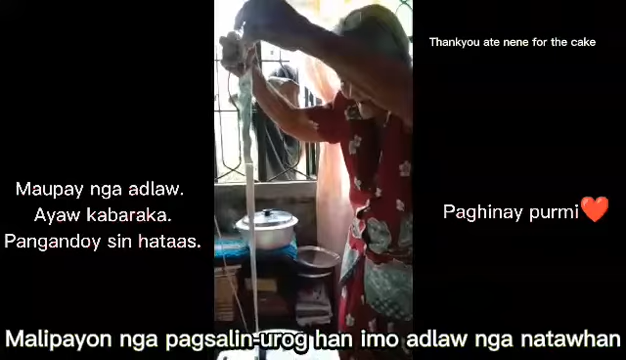 Thankyou ate nene for the cake
Maupay nga adlaw.
Ayaw kabaraka.
Pangandoy sin hataas.
Paghinay purmi❤️
Malipayon nga pagsalin-urog han imo adlaw nga natawhan